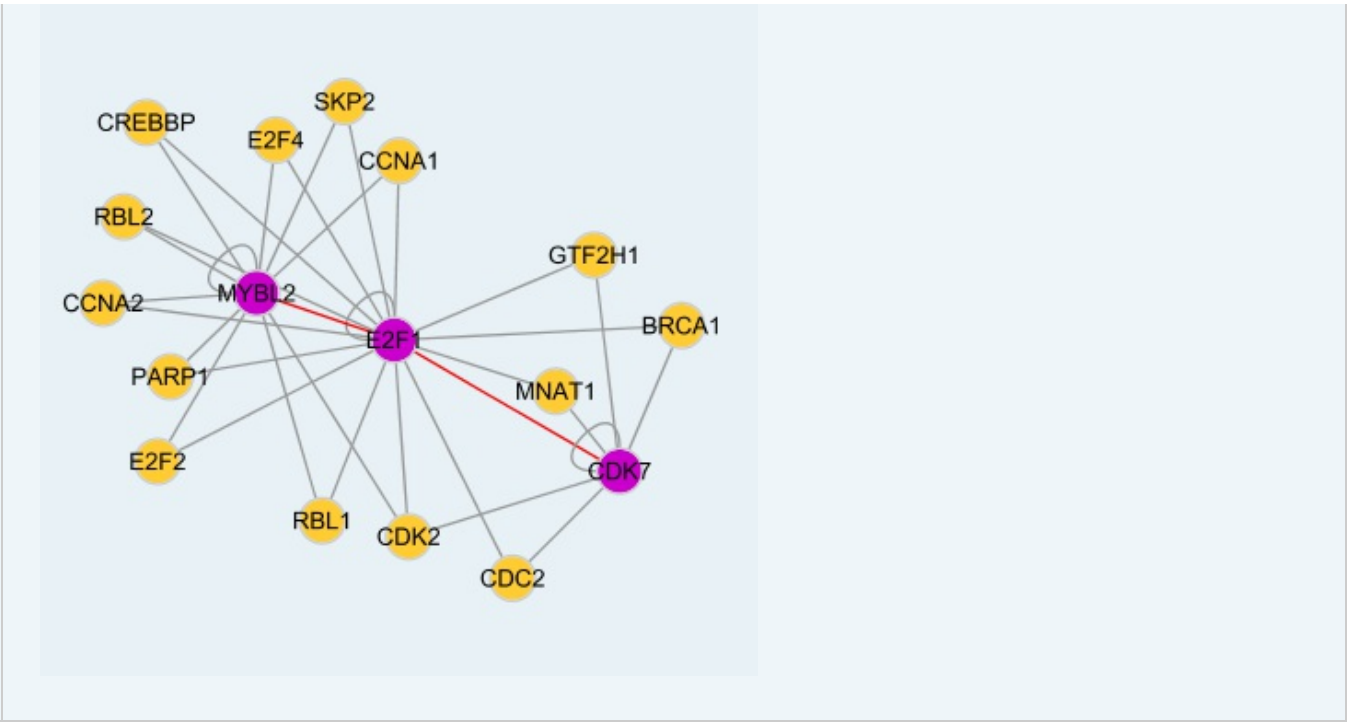 SKP2
CREBBP
E2F4
CCNA1
RBL2
GTF2H1
MYBL2
CCNA2
BRCA1
E2F1
PARP1
MNAT1
E2F2
CDK7
RBL1
CDK2
CDC2